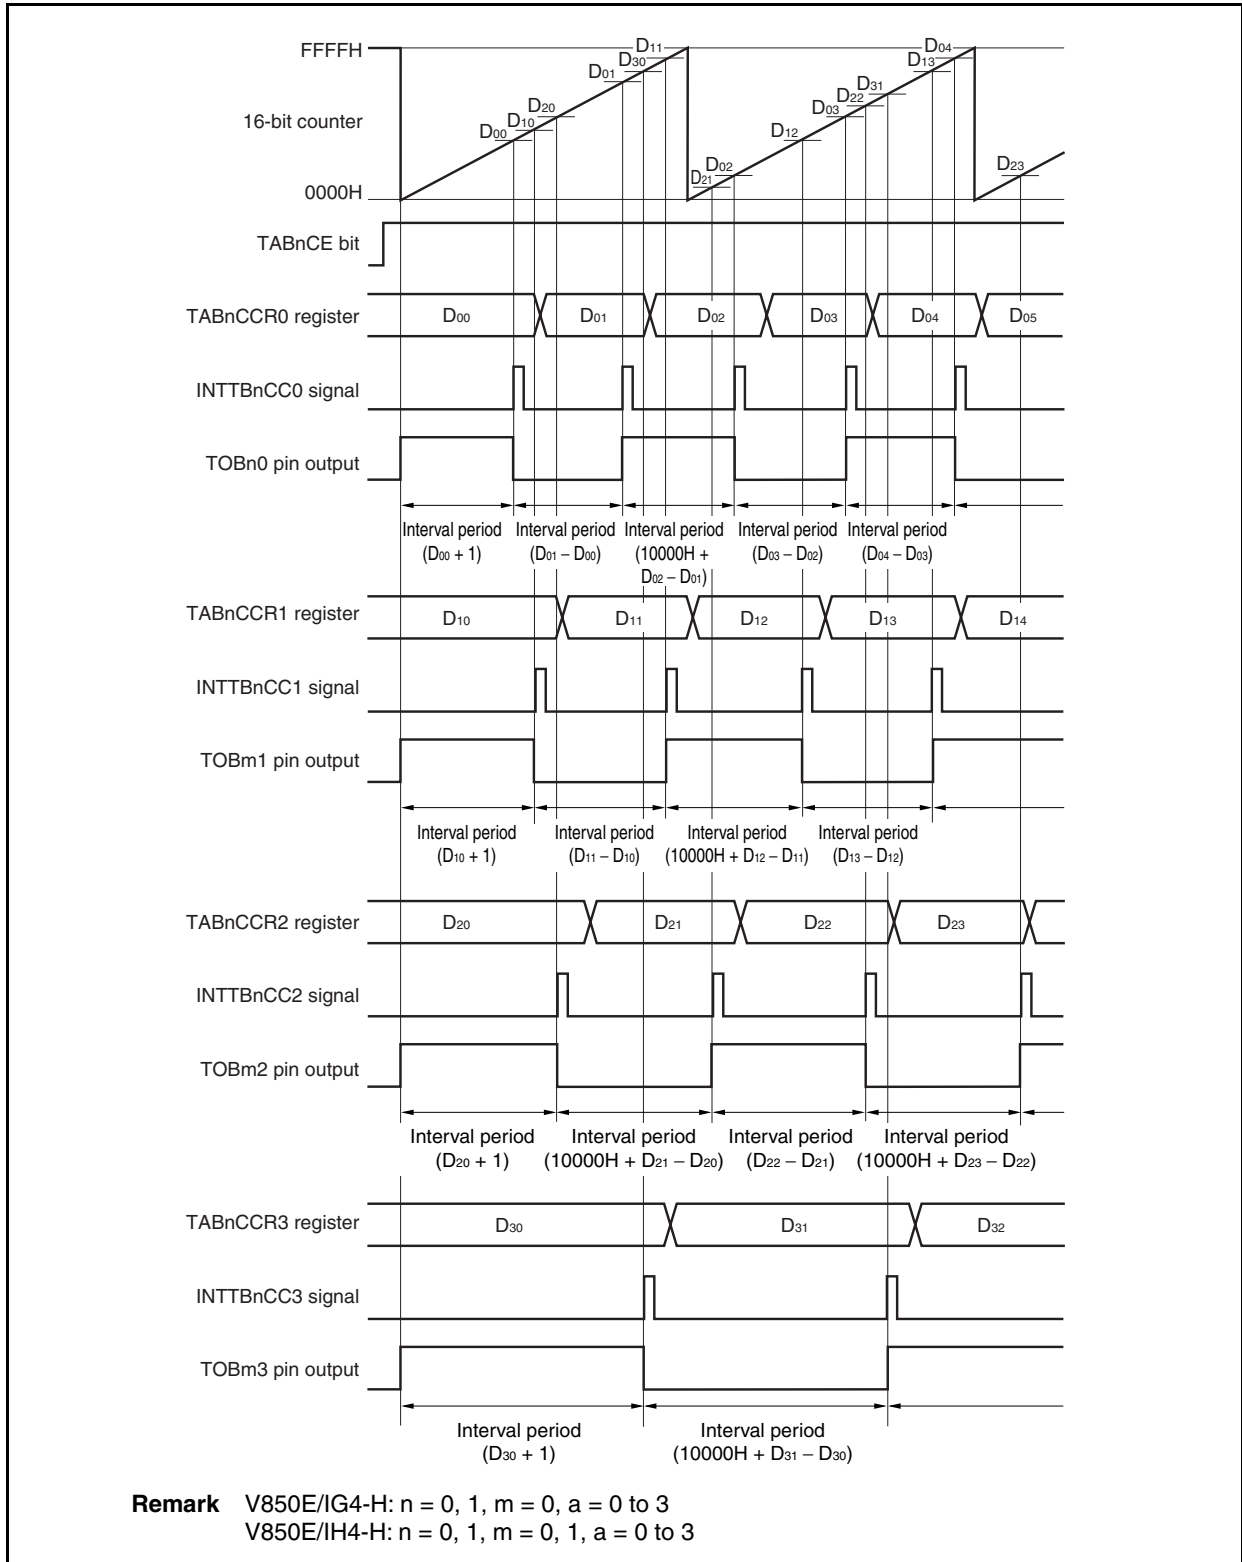 FFFFH
D11
D04
D30
D13
D01
D31
D20
D22
16-bit counter
D10
D03
D00
D12
D02
D23
D21
0000H
TABnCE bit
TABnCCR0 register
D00
D01
D02
D03
D04
D05
INTTBnCC0 signal
TOBn0 pin output
Interval period
(D00 + 1)
Interval period
(D01 – D00)
Interval period
(10000H +
D02 – D01)
Interval period
(D03 – D02)
Interval period
(D04 – D03)
TABnCCR1 register
D10
D11
D12
D13
D14
INTTBnCC1 signal
TOBm1 pin output
Interval period
(D10 + 1)
Interval period
(D11 – D10)
Interval period
(10000H + D12 – D11)
Interval period
(D13 – D12)
TABnCCR2 register
D20
D21
D22
D23
INTTBnCC2 signal
TOBm2 pin output
Interval period
(D20 + 1)
Interval period
(10000H + D21 – D20)
Interval period
(D22 – D21)
Interval period
(10000H + D23 – D22)
TABnCCR3 register
D30
D31
D32
INTTBnCC3 signal
TOBm3 pin output
Interval period
(D30 + 1)
Interval period
(10000H + D31 – D30)
Remark V850E/IG4-H: n = 0, 1, m = 0, a = 0 to 3
V850E/IH4-H: n = 0, 1, m = 0, 1, a = 0 to 3